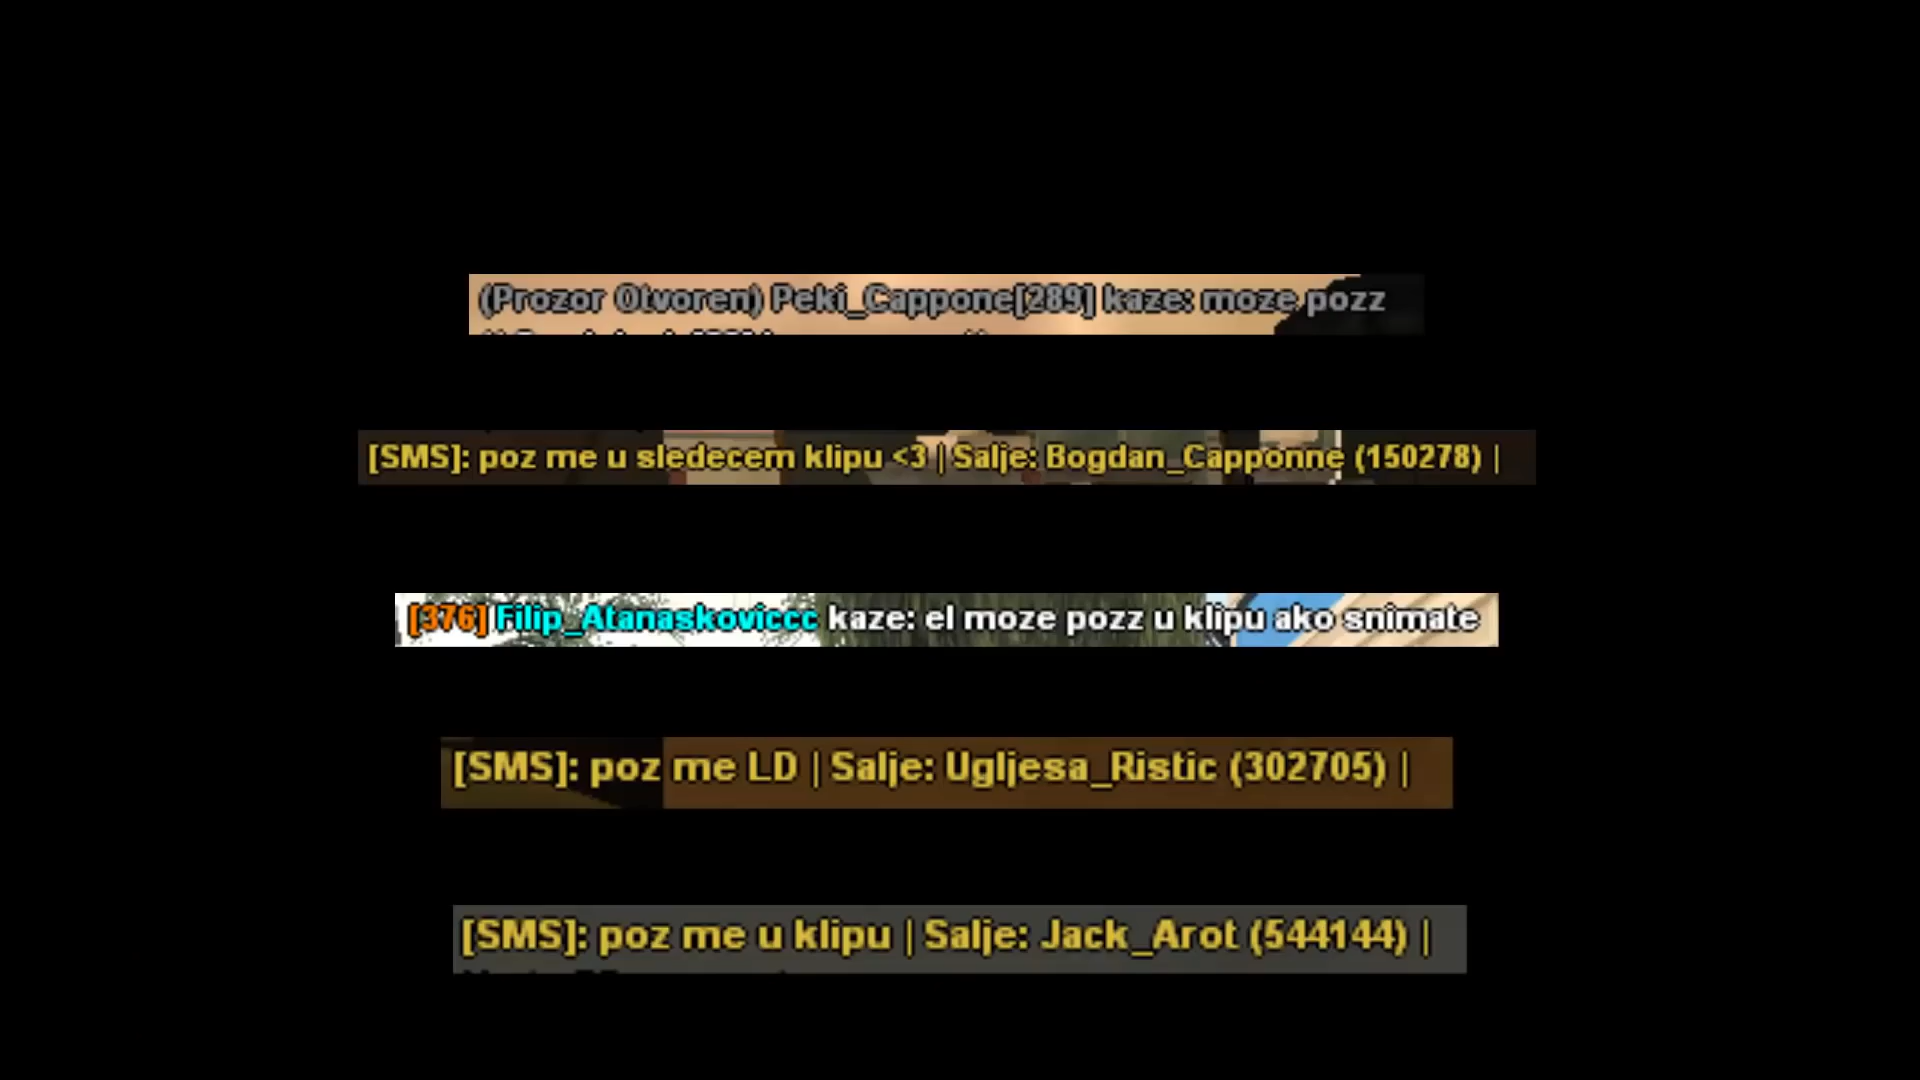 (Prozor Otvoren) Peki_Cappone[289] kaze: moze pozz
[SMS]: poz me u sledecem klipu <3 | Salje: Bogdan_Capponne (150278) |
[376] Filip_Atanaskoviccc kaze: el moze pozz u klipu ako snimate
[SMS]: poz me LD | Salje: Ugljesa_Ristic (302705) |
[SMS]: poz me u klipu | Salje: Jack_Arot (544144) |